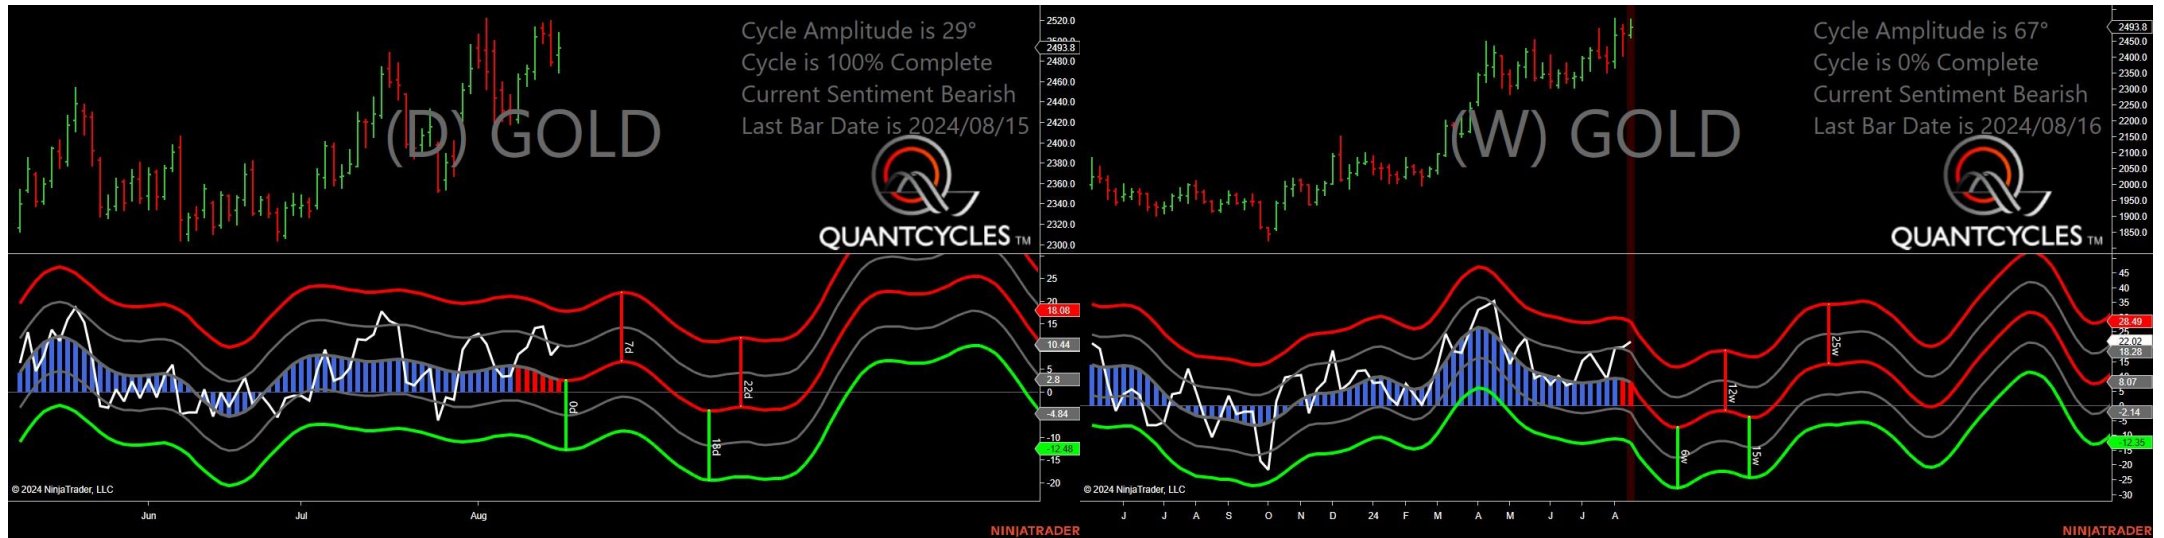 Cycle Amplitude is 29°
Cycle is 100% Complete
Current Sentiment Bearish
Last Bar Date is 2024/08/15
(D) GOLD
QUANTCYCLES TM
2520.0
2493.8
2480.0
2460.0
2440.0
2420.0
2400.0
2380.0
2360.0
2340.0
2320.0
2300.0
25
20
18.08
15
10.44
5
2.8
0
-4.84
-10
-12.48
-15
-20
7d
0d
18d
22d
© 2024 NinjaTrader, LLC
Jun Jul Aug
NINJATRADER
Cycle Amplitude is 67°
Cycle is 0% Complete
Current Sentiment Bearish
Last Bar Date is 2024/08/16
(W) GOLD
QUANTCYCLES TM
2493.8
2450.0
2400.0
2350.0
2300.0
2250.0
2200.0
2150.0
2100.0
2050.0
2000.0
1950.0
1900.0
1850.0
45
40
35
30
28.49
25
22.02
18.28
15
10
8.07
5
-2.14
-5
-12.35
-15
-20
-25
-30
6w
12w
15w
25w
© 2024 NinjaTrader, LLC
J J A S O N D 24 F M A M J J A
NINJATRADER